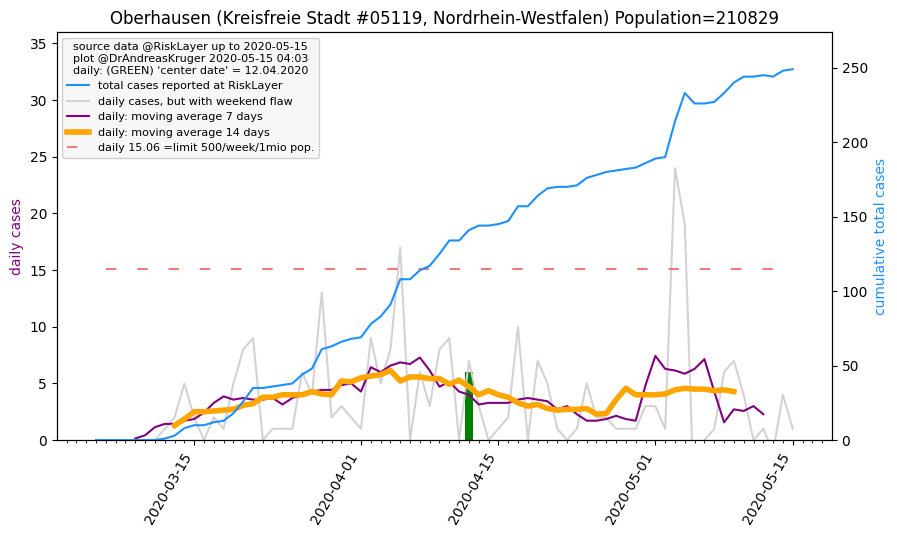 Oberhausen (Kreisfreie Stadt #05119, Nordrhein-Westfalen) Population=210829
source data @RiskLayer up to 2020-05-15
plot @DrAndreasKruger 2020-05-15 04:03
daily: (GREEN) 'center date' = 12.04.2020
total cases reported at RiskLayer
daily cases, but with weekend flaw
daily: moving average 7 days
daily: moving average 14 days
daily 15.06 =limit 500/week/1mio pop.
daily cases
35
30
25
20
15
10
5
0
cumulative total cases
250
200
150
100
50
0
2020-03-15
2020-04-01
2020-04-15
2020-05-01
2020-05-15